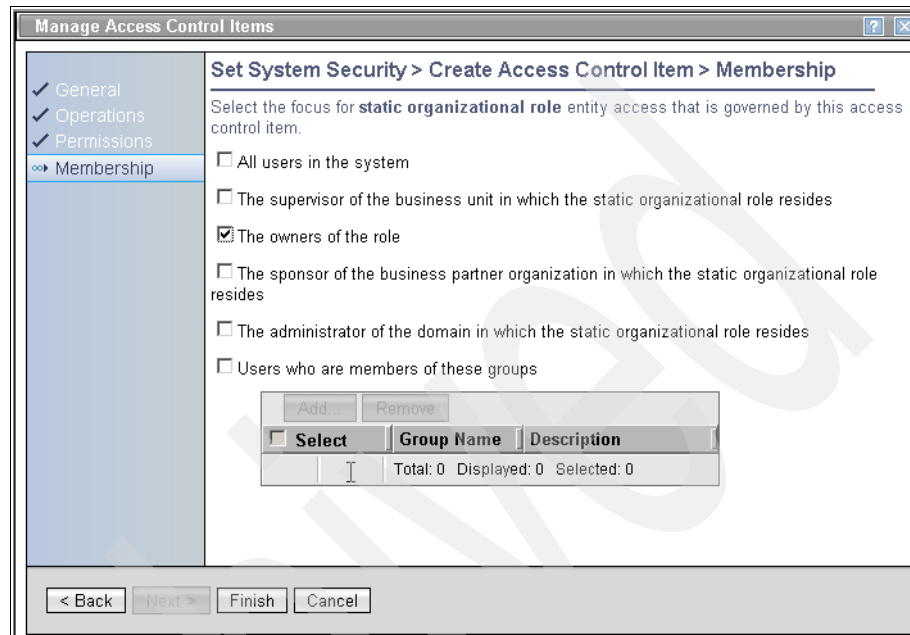 Manage Access Control Items
?
General
Operations
Permissions
Membership
Set System Security > Create Access Control Item > Membership
Select the focus for static organizational role entity access that is governed by this access
control item.
All users in the system
The supervisor of the business unit in which the static organizational role resides
The owners of the role
The sponsor of the business partner organization in which the static organizational role
resides
The administrator of the domain in which the static organizational role resides
Users who are members of these groups
Add... Remove
Select Group Name Description
Total: 0 Displayed: 0 Selected: 0
< Back Next > Finish Cancel